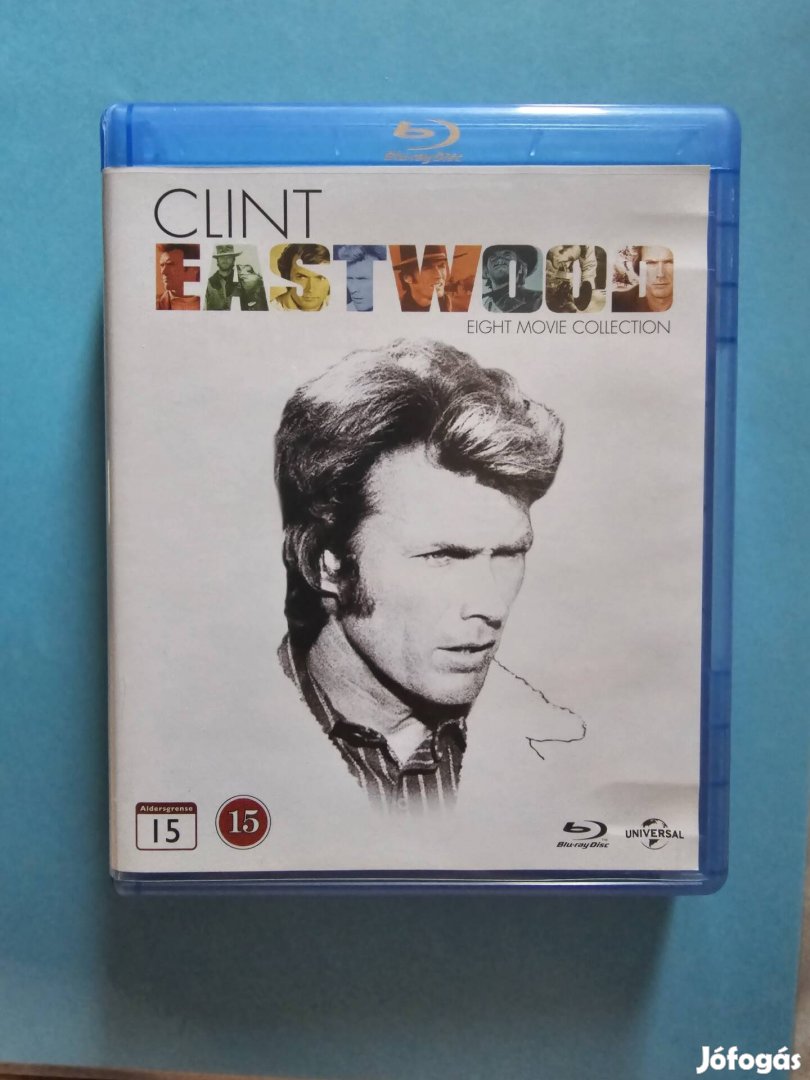 Blu-ray Disc
CLINT
EASTWOOD
EIGHT MOVIE COLLECTION
Aldersgrense
15
15
Blu-ray Disc
UNIVERSAL
Jófogás